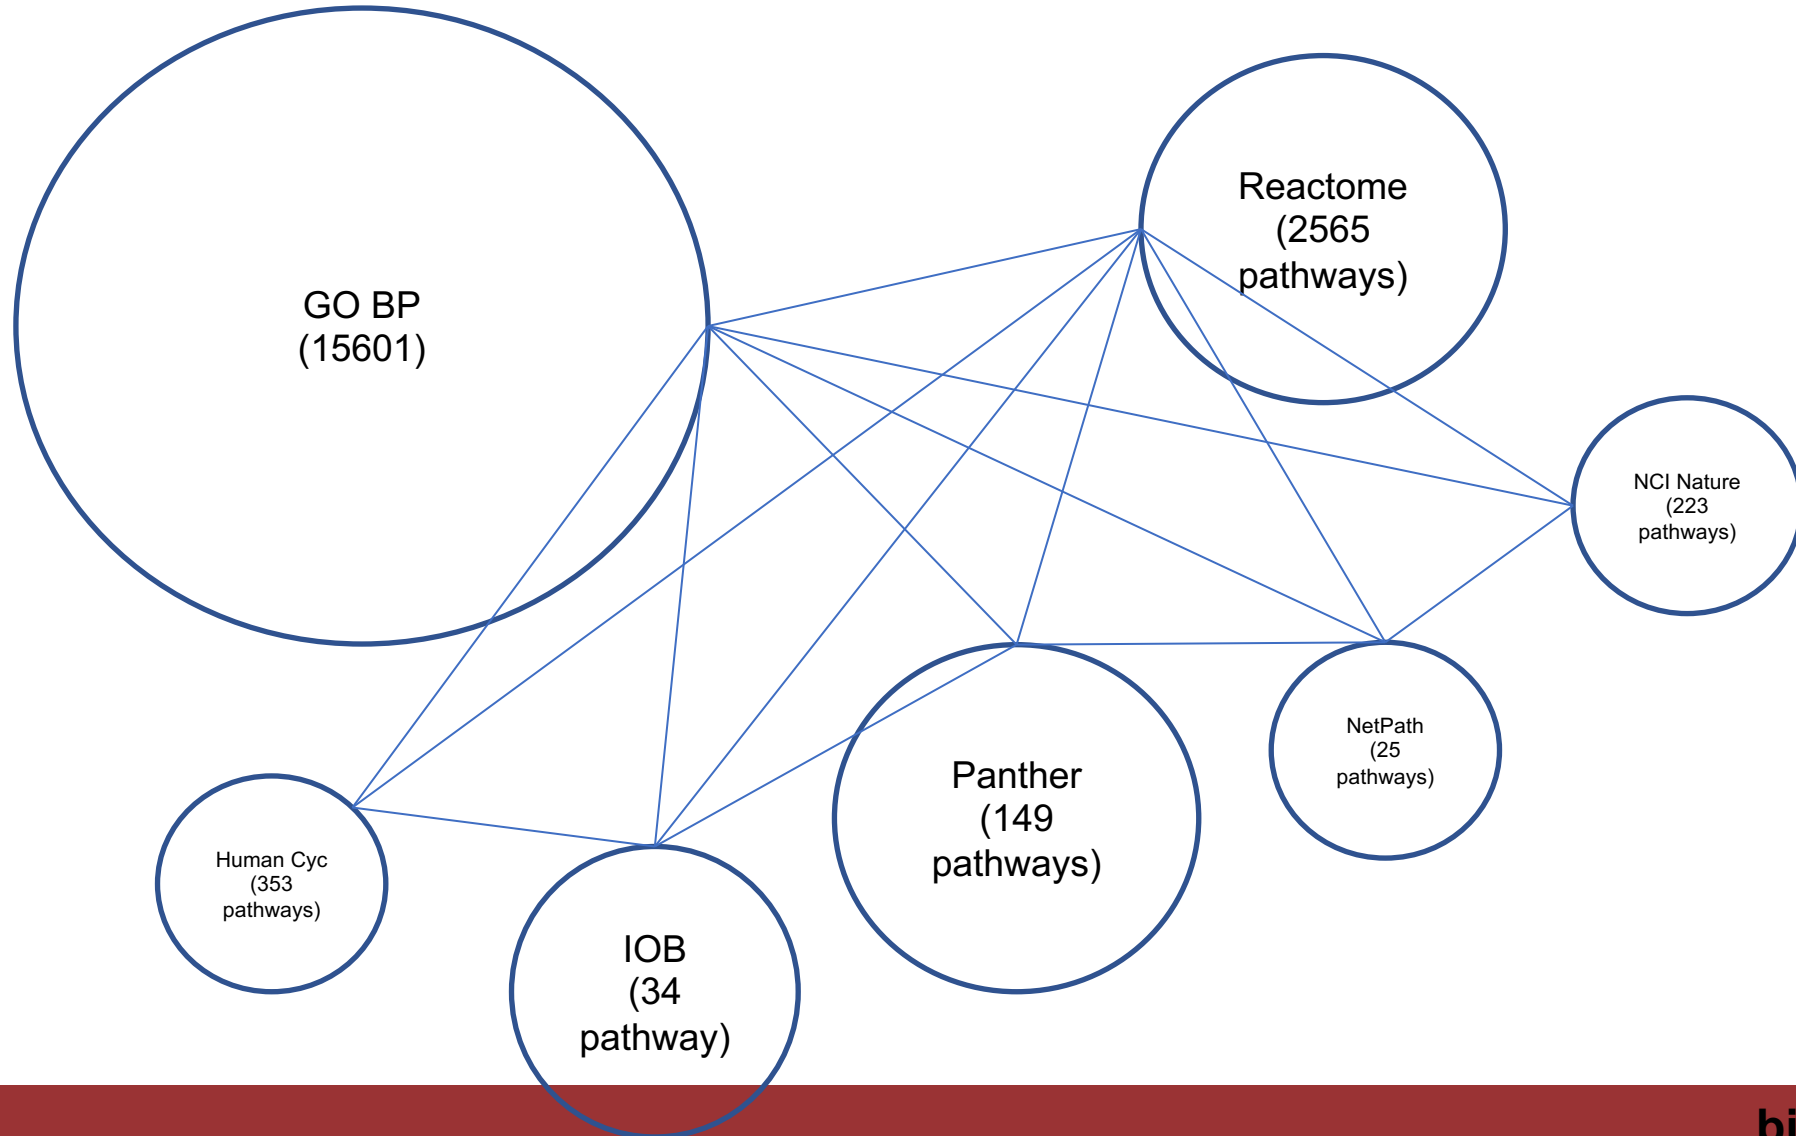 Reactome
(2565
pathways)
GO BP
(15601)
NCI Nature
(223
pathways)
NetPath
(25
pathways)
Panther
(149
pathways)
Human Cyc
(353
pathways)
IOB
(34
pathway)
bi